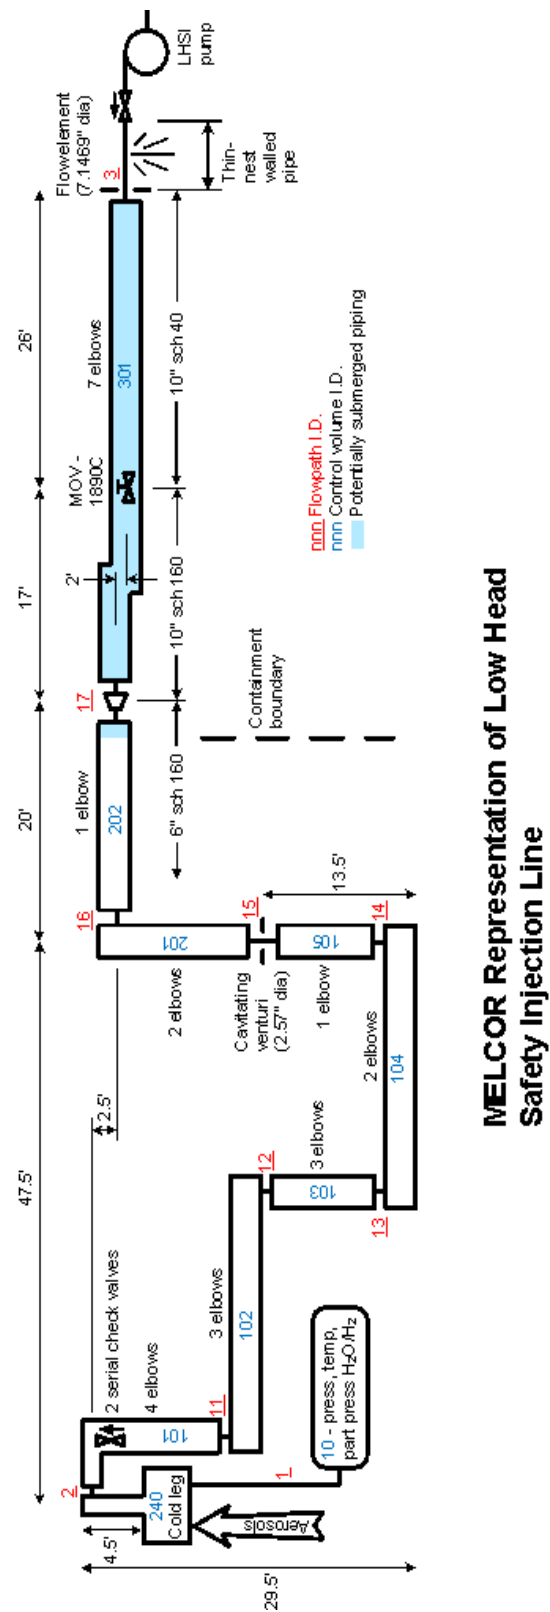 LHSI
pump
Flowelement
(7.1469" dia)
3
Thin-
nest
walled
pipe
26'
7 elbows
301
10" sch 40
MOV -
1890C
nnn Flowpath I.D.
nnn Control volume I.D.
Potentially submerged piping
17'
2'
10" sch 160
17
Containment
boundary
20'
1 elbow
202
6" sch 160
16
15
13.5'
14
201
2 elbows
Cavitating
venturi
(2.57" dia)
105
1 elbow
2 elbows
104
2.5'
47.5'
12
3 elbows
103
13
2 serial check valves
4 elbows
3 elbows
102
101
11
10 - press, temp,
part press H₂O/H₂
2
1
240
Cold leg
Aerosols
4.5'
29.5'
MELCOR Representation of Low Head
Safety Injection Line